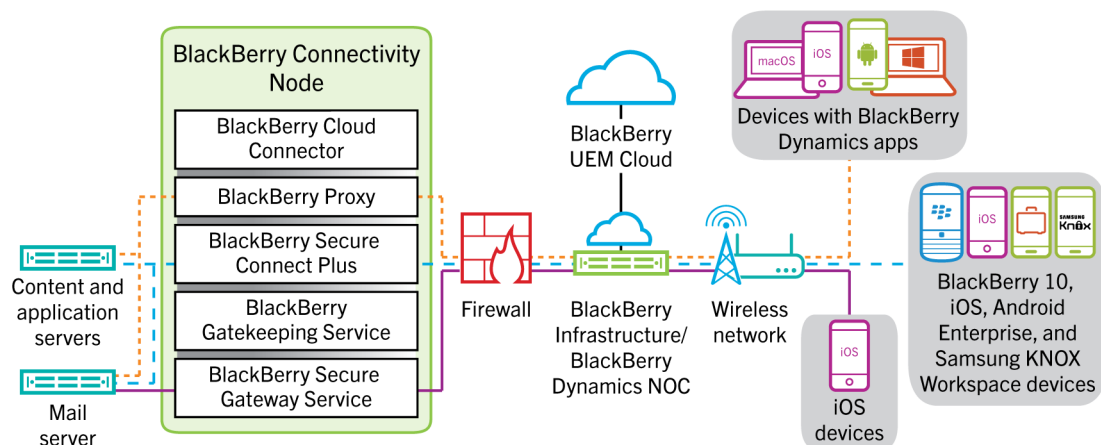 BlackBerry Connectivity
Node
BlackBerry Cloud
Connector
BlackBerry Proxy
BlackBerry Secure
Connect Plus
BlackBerry
Gatekeeping Service
BlackBerry Secure
Gateway Service
Content and
application
servers
Mail
server
Firewall
BlackBerry
UEM Cloud
BlackBerry
Infrastructure/
BlackBerry
Dynamics NOC
Wireless
network
macOS
iOS
Devices with BlackBerry
Dynamics apps
iOS
SAMSUNG
Knox
BlackBerry 10,
iOS, Android
Enterprise, and
Samsung KNOX
Workspace devices
iOS
iOS
devices